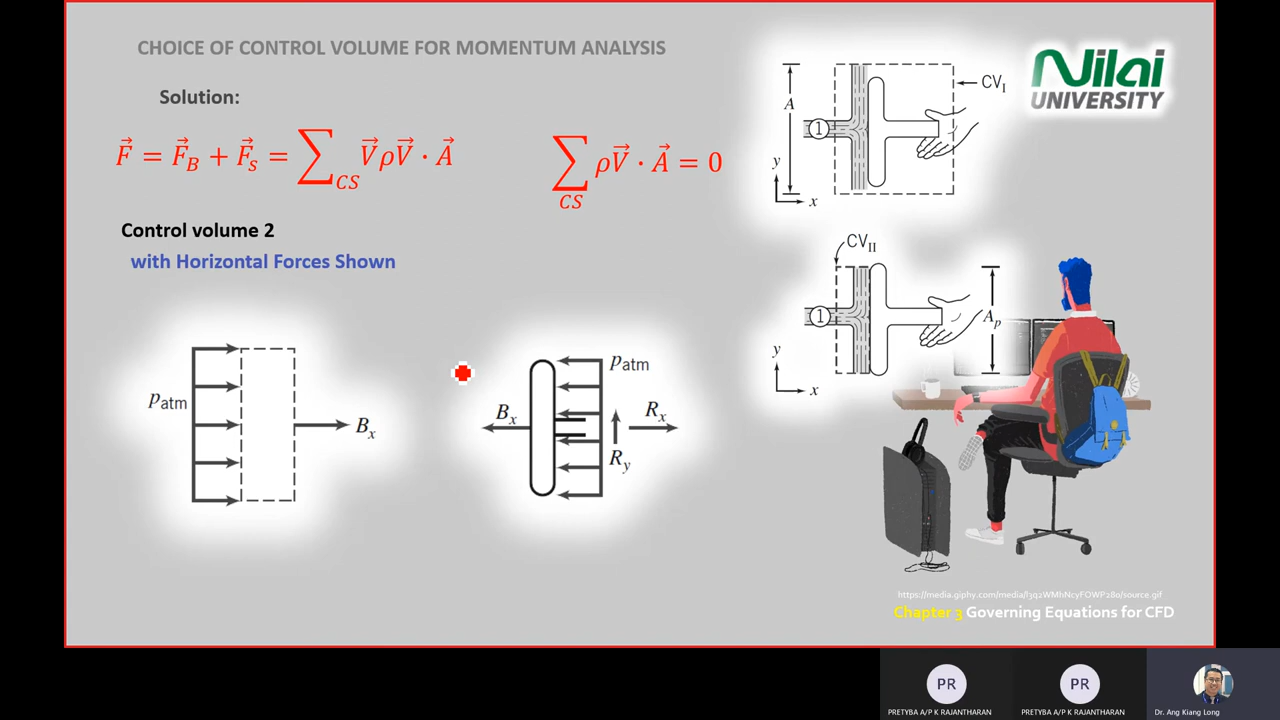 CHOICE OF CONTROL VOLUME FOR MOMENTUM ANALYSIS
Nilai
UNIVERSITY
Solution:
F⃗ = F⃗_B + F⃗_s = ∑_CS V⃗ρV⃗ · A⃗
∑_CS ρV⃗ · A⃗ = 0
Control volume 2
with Horizontal Forces Shown
A
1
CV_I
y
x
CV_II
1
A_p
y
x
p_atm
B_x
B_x
p_atm
R_x
R_y
https://media.giphy.com/media/l3q2WMhNcyFOWP28o/source.gif
Chapter 3 Governing Equations for CFD
PR
PR
PRETYBA A/P K RAJANTHARAN
PRETYBA A/P K RAJANTHARAN
Dr. Ang Kiang Long